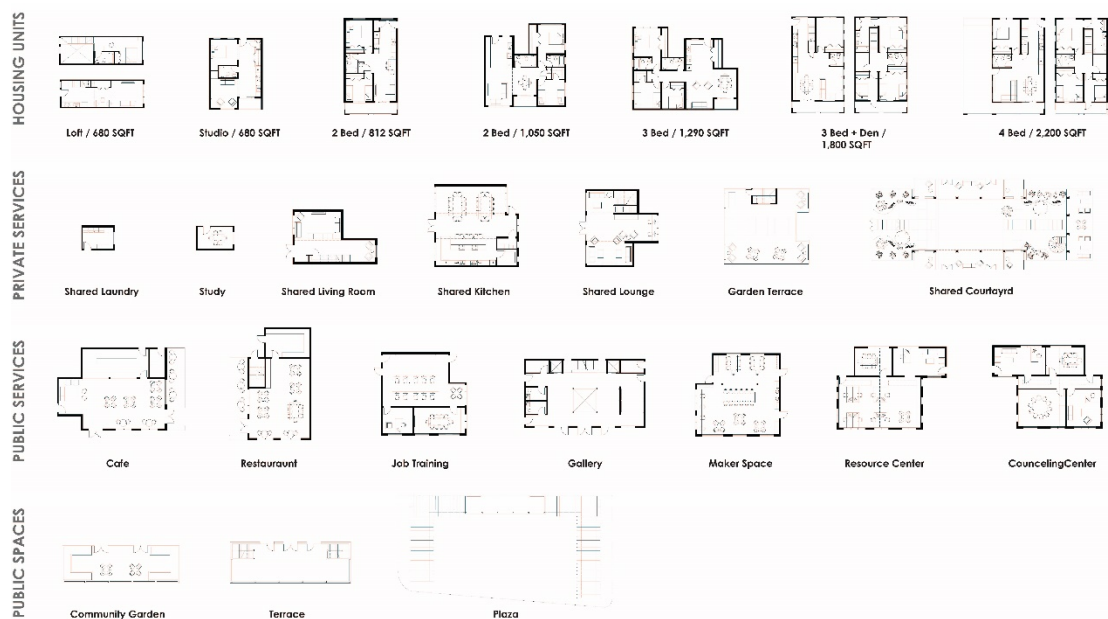 HOUSING UNITS
Loft / 680 SQFT
Studio / 680 SQFT
2 Bed / 812 SQFT
2 Bed / 1,050 SQFT
3 Bed / 1,290 SQFT
3 Bed + Den /
1,800 SQFT
4 Bed / 2,200 SQFT
PRIVATE SERVICES
Shared Laundry
Study
Shared Living Room
Shared Kitchen
Shared Lounge
Garden Terrace
Shared Courtayrd
PUBLIC SERVICES
Cafe
Restauraunt
Job Training
Gallery
Maker Space
Resource Center
CouncelingCenter
PUBLIC SPACES
Community Garden
Terrace
Plaza